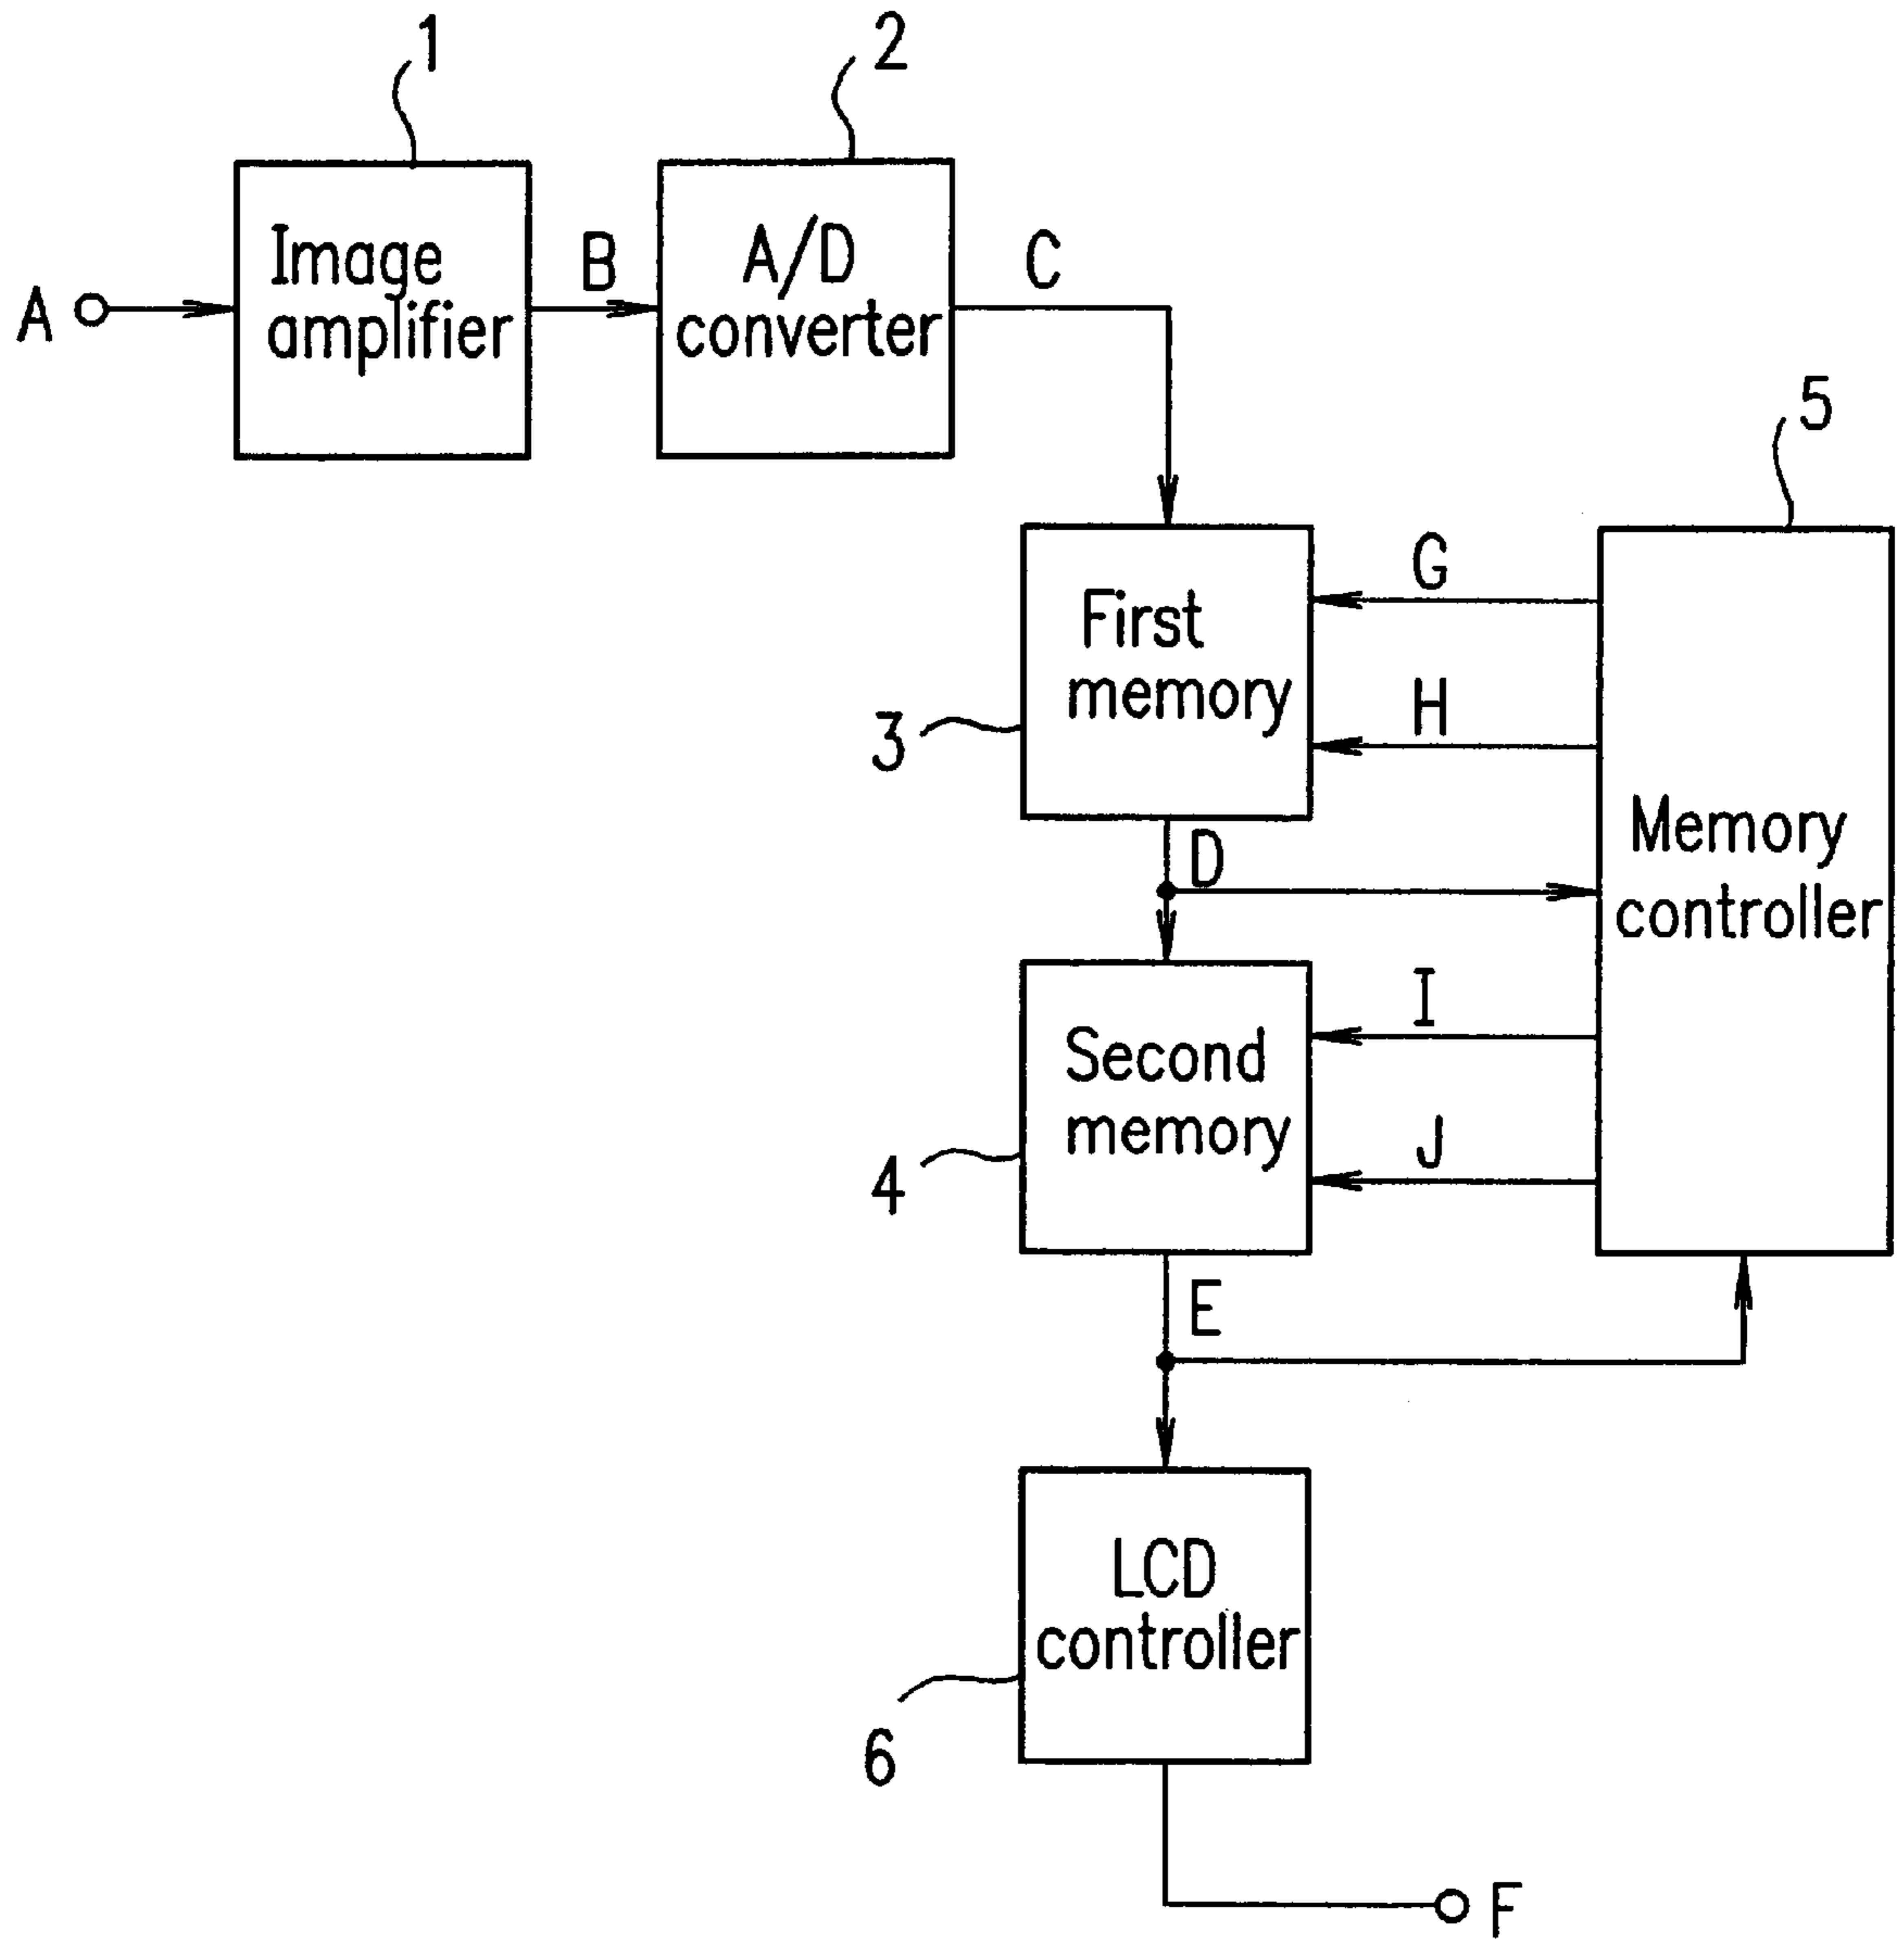 1
2
Image
amplifier
A/D
converter
A
B
C
5
First
memory
3
G
H
D
Memory
controller
Second
memory
4
I
J
E
LCD
controller
6
F